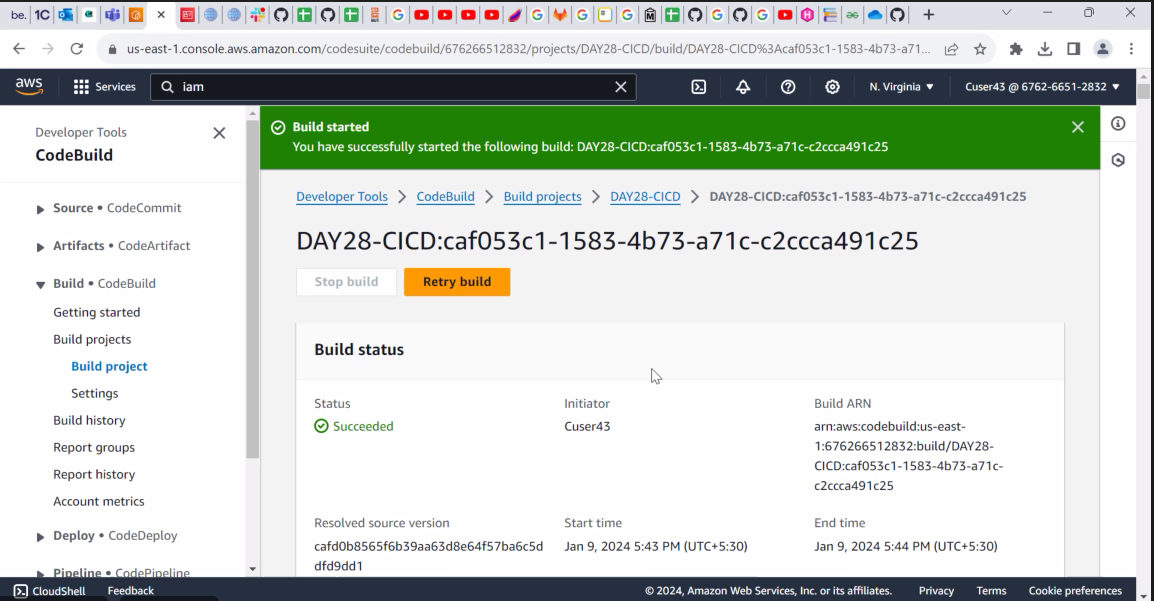 be.
1C
us-east-1.console.aws.amazon.com/codesuite/codebuild/676266512832/projects/DAY28-CICD/build/DAY28-CICD%3Acaf053c1-1583-4b73-a71...
aws
Services
iam
N. Virginia
Cuser43 @ 6762-6651-2832
Developer Tools
CodeBuild
Source • CodeCommit
Artifacts • CodeArtifact
Build • CodeBuild
Getting started
Build projects
Build project
Settings
Build history
Report groups
Report history
Account metrics
Deploy • CodeDeploy
Pipeline • CodePipeline
Build started
You have successfully started the following build: DAY28-CICD:caf053c1-1583-4b73-a71c-c2ccca491c25
Developer Tools > CodeBuild > Build projects > DAY28-CICD > DAY28-CICD:caf053c1-1583-4b73-a71c-c2ccca491c25
DAY28-CICD:caf053c1-1583-4b73-a71c-c2ccca491c25
Stop build
Retry build
Build status
Status
Succeeded
Initiator
Cuser43
Build ARN
arn:aws:codebuild:us-east-
1:676266512832:build/DAY28-
CICD:caf053c1-1583-4b73-a71c-
c2ccca491c25
Resolved source version
cafd0b8565f6b39aa63d8e64f57ba6c5d
dfd9dd1
Start time
Jan 9, 2024 5:43 PM (UTC+5:30)
End time
Jan 9, 2024 5:44 PM (UTC+5:30)
CloudShell
Feedback
© 2024, Amazon Web Services, Inc. or its affiliates.
Privacy
Terms
Cookie preferences